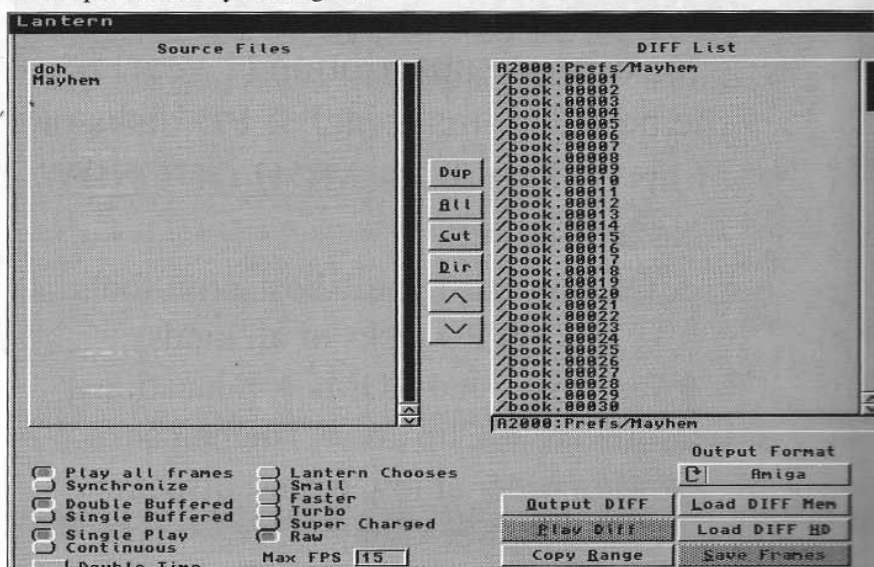 Lantern
Source Files
doh
Mayhem
Dup
All
Cut
Dir
DIFF List
A2000:Prefs/Mayhem
/book.00001
/book.00002
/book.00003
/book.00004
/book.00005
/book.00006
/book.00007
/book.00008
/book.00009
/book.00010
/book.00011
/book.00012
/book.00013
/book.00014
/book.00015
/book.00016
/book.00017
/book.00018
/book.00019
/book.00020
/book.00021
/book.00022
/book.00023
/book.00024
/book.00025
/book.00026
/book.00027
/book.00028
/book.00029
/book.00030
A2000:Prefs/Mayhem
Play all frames
Synchronize
Double Buffered
Single Buffered
Single Play
Continuous
Double Time
Lantern Chooses
Small
Faster
Turbo
Super Charged
Raw
Max FPS 15
Output Format
Amiga
Output DIFF
Load DIFF Mem
Play Diff
Load DIFF HD
Copy Range
Save Frames